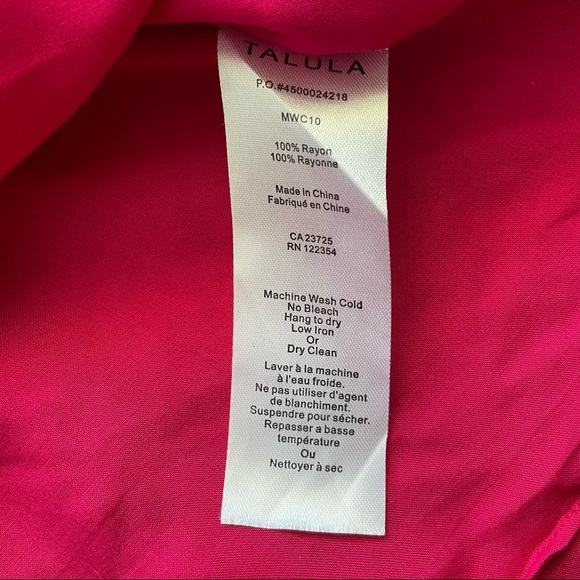 TALULA
P.O.#4500024218
MWC10
100% Rayon
100% Rayonne
Made in China
Fabriqué en Chine
CA 23725
RN 122354
Machine Wash Cold
No Bleach
Hang to dry
Low Iron
Or
Dry Clean
Laver à la machine
à l'eau froide.
Ne pas utiliser d'agent
de blanchiment.
Suspendre pour sécher.
Repasser a basse
température
Ou
Nettoyer à sec